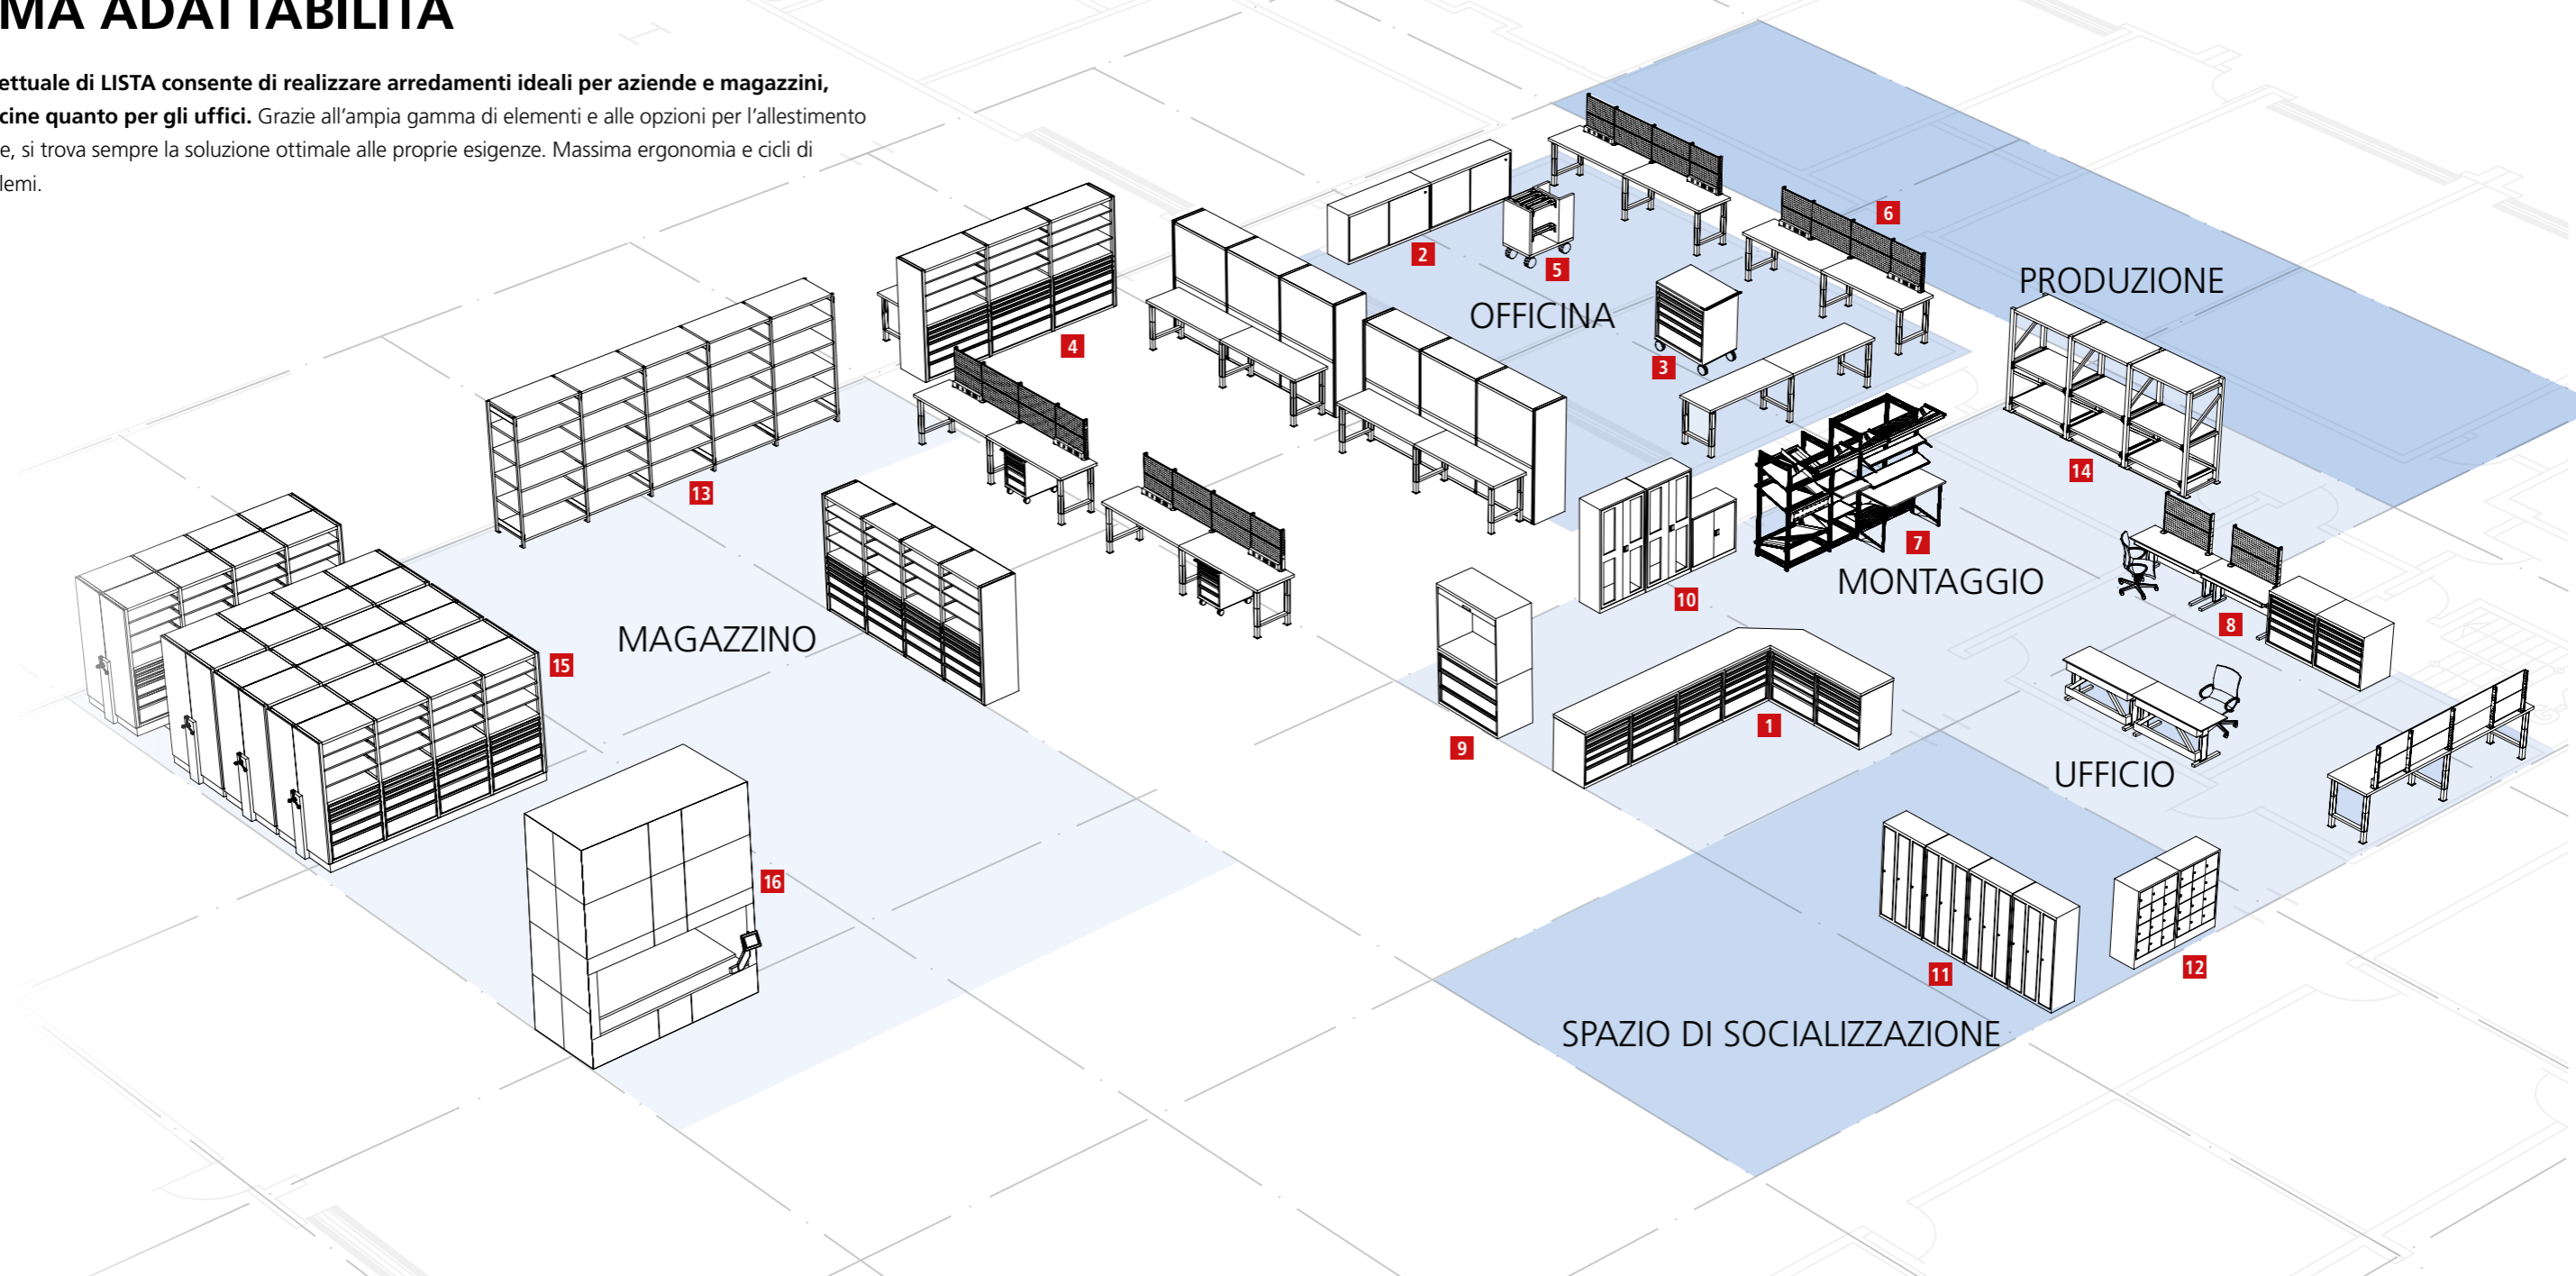 MA ADATTABILITÀ
ettuale di LISTA consente di realizzare arredamenti ideali per aziende e magazzini,
cine quanto per gli uffici. Grazie all'ampia gamma di elementi e alle opzioni per l'allestimento
e, si trova sempre la soluzione ottimale alle proprie esigenze. Massima ergonomia e cicli di
lemi.
6
2
5
PRODUZIONE
OFFICINA
4
3
14
13
7
MONTAGGIO
10
8
MAGAZZINO
15
1
9
UFFICIO
16
12
11
SPAZIO DI SOCIALIZZAZIONE